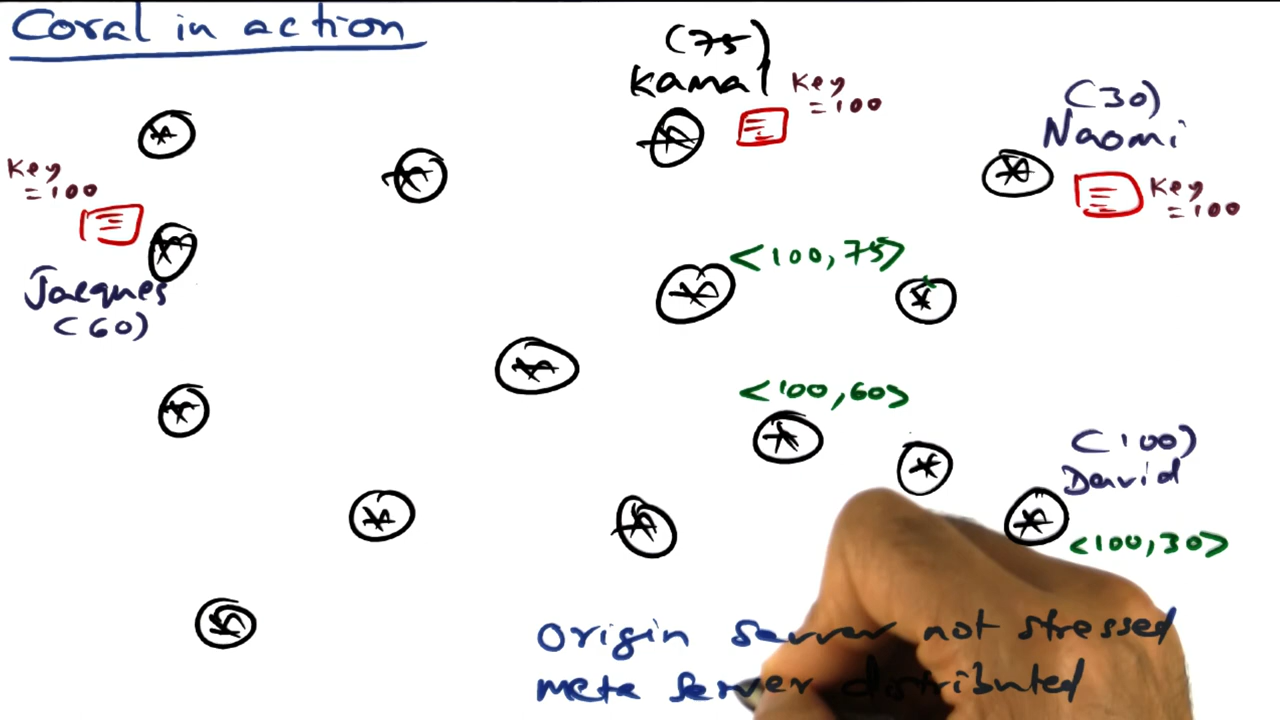 Coral in action
(75)
Kamal
Key
=100
(30)
Naomi
Key
=100
Key
=100
Jacques
(60)
<100,75>
<100,60>
(100)
David
<100,30>
Origin server not stressed
Meta server distributed